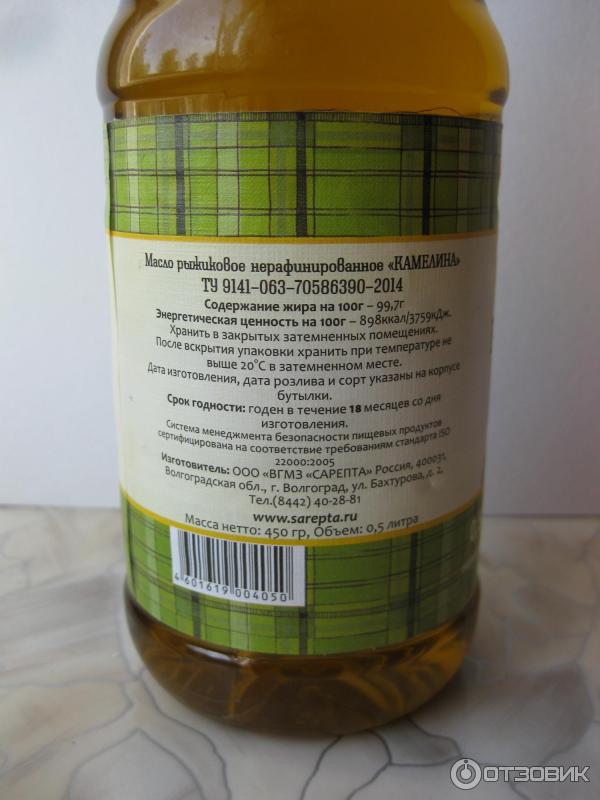 Масло рыжиковое нерафинированное «КАМЕЛИНА»
ТУ 9141-063-70586390-2014
Содержание жира на 100г – 99,7г
Энергетическая ценность на 100г – 898ккал/3759кДж.
Хранить в закрытых затемненных помещениях.
После вскрытия упаковки хранить при температуре не
выше 20°С в затемненном месте.
Дата изготовления, дата розлива и сорт указаны на корпусе
бутылки.
Срок годности: годен в течение 18 месяцев со дня
изготовления.
Система менеджмента безопасности пищевых продуктов
сертифицирована на соответствие требованиям стандарта ISO
22000:2005
Изготовитель: ООО «ВГМЗ «САРЕПТА» Россия, 400031,
Волгоградская обл., г. Волгоград, ул. Бахтурова, д. 2,
Тел.(8442) 40-28-81
www.sarepta.ru
Масса нетто: 450 гр, Объем: 0,5 литра
4 601619 004050
ОТЗОВИК